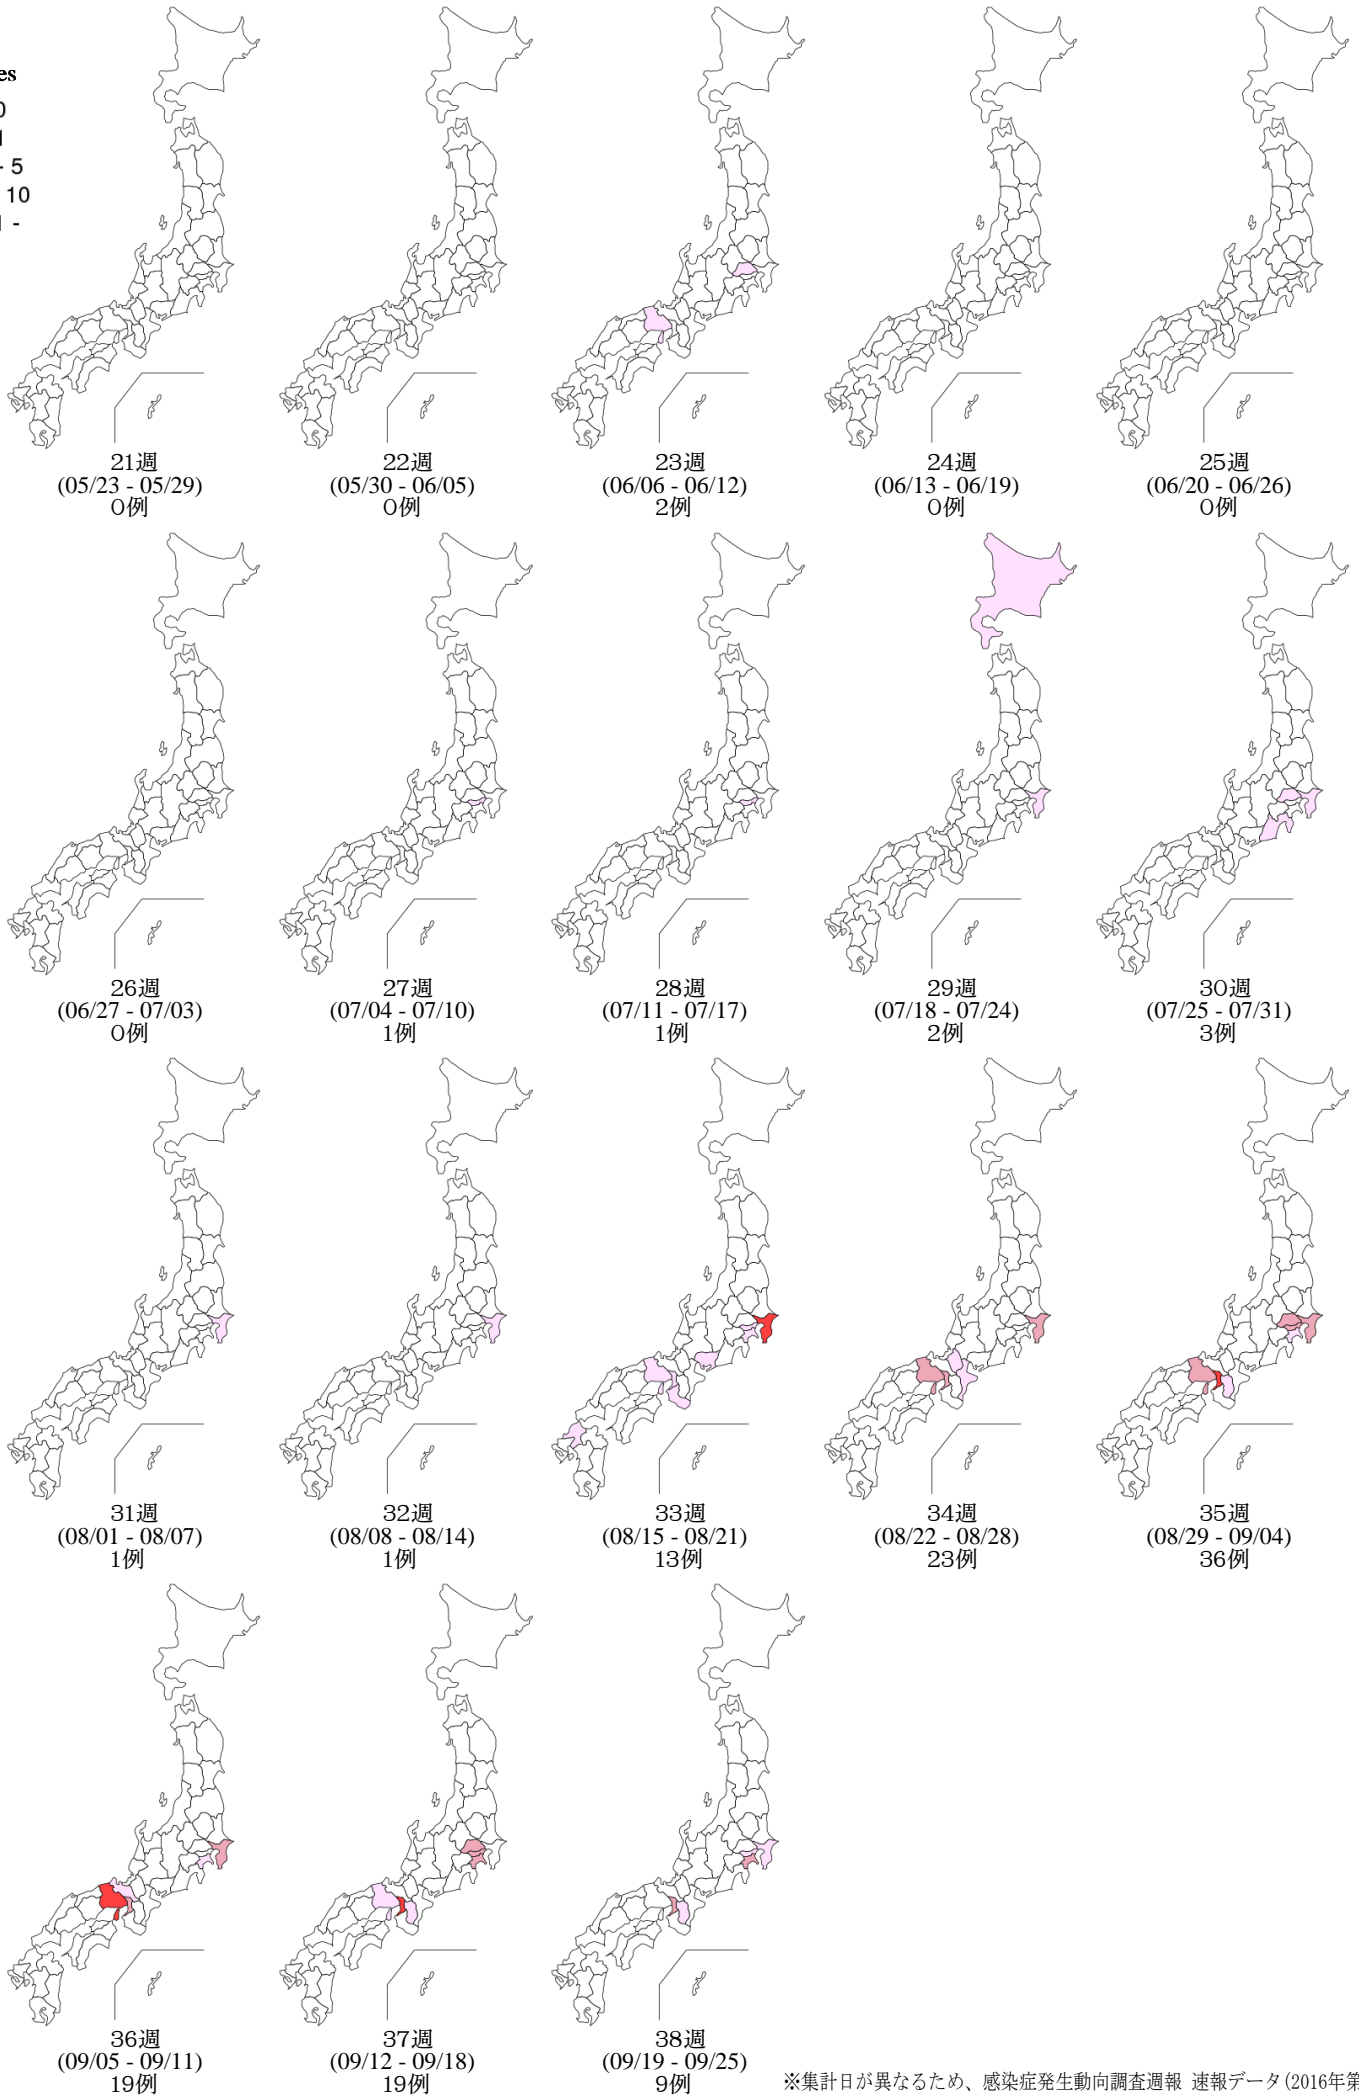 es
0
1
- 5
10
1 -
21週
(05/23 - 05/29)
0例
22週
(05/30 - 06/05)
0例
23週
(06/06 - 06/12)
2例
24週
(06/13 - 06/19)
0例
25週
(06/20 - 06/26)
0例
26週
(06/27 - 07/03)
0例
27週
(07/04 - 07/10)
1例
28週
(07/11 - 07/17)
1例
29週
(07/18 - 07/24)
2例
30週
(07/25 - 07/31)
3例
31週
(08/01 - 08/07)
1例
32週
(08/08 - 08/14)
1例
33週
(08/15 - 08/21)
13例
34週
(08/22 - 08/28)
23例
35週
(08/29 - 09/04)
36例
36週
(09/05 - 09/11)
19例
37週
(09/12 - 09/18)
19例
38週
(09/19 - 09/25)
9例
※集計日が異なるため、感染症発生動向調査週報 速報データ(2016年第